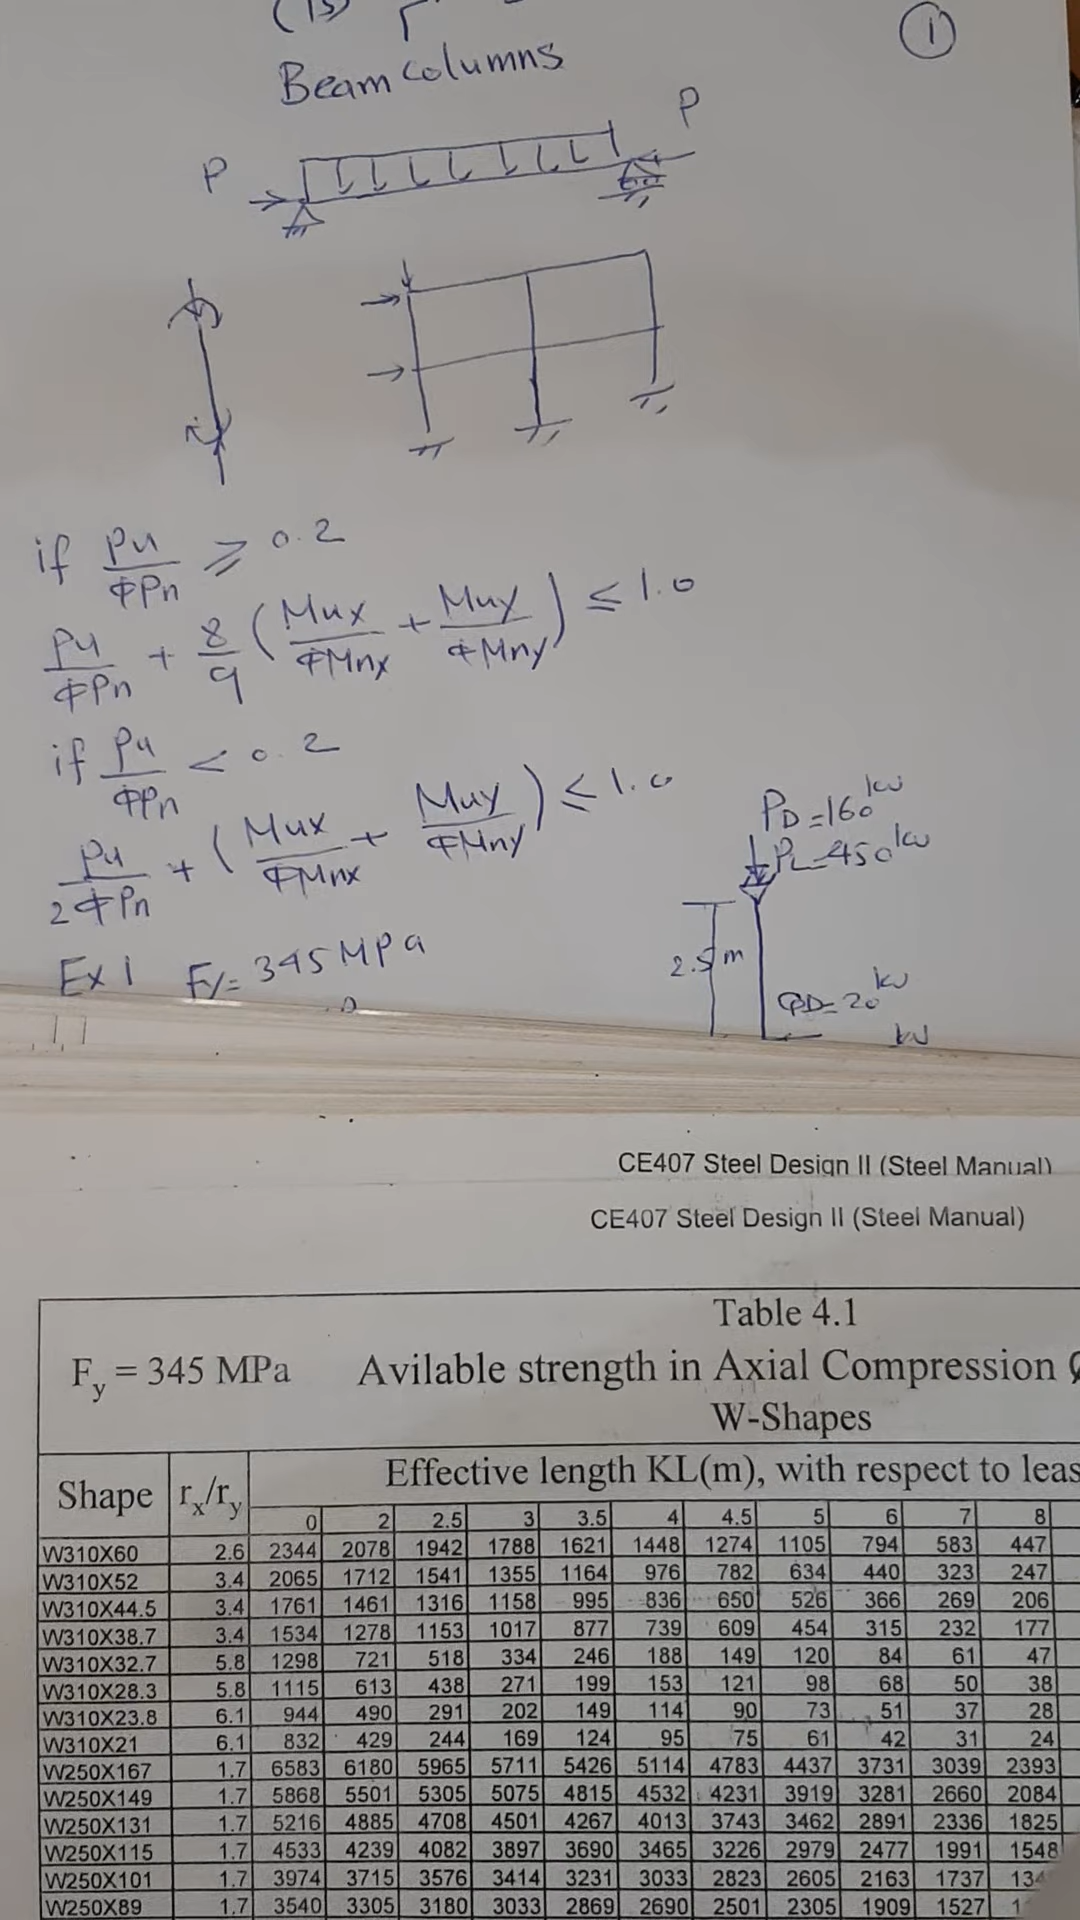 (15)
①
Beam columns
P
P
if Pu/ΦPn ≥ 0.2
Pu/ΦPn + 8/9 (Mux/ΦMnx + Muy/ΦMny) ≤ 1.0
if Pu/ΦPn < 0.2
Pu/2ΦPn + (Mux/ΦMnx + Muy/ΦMny) ≤ 1.0
PD=160 kN
PL=450 kN
2.5 m
QD=20 kN
kN
Ex 1 Fy= 345 MPa
CE407 Steel Design II (Steel Manual)
CE407 Steel Design II (Steel Manual)
Table 4.1
Fy = 345 MPa Avilable strength in Axial Compression
W-Shapes
Shape rx/ry Effective length KL(m), with respect to leas
0 2 2.5 3 3.5 4 4.5 5 6 7 8
W310X60 2.6 2344 2078 1942 1788 1621 1448 1274 1105 794 583 447
W310X52 3.4 2065 1712 1541 1355 1164 976 782 634 440 323 247
W310X44.5 3.4 1761 1461 1316 1158 995 836 650 526 366 269 206
W310X38.7 3.4 1534 1278 1153 1017 877 739 609 454 315 232 177
W310X32.7 5.8 1298 721 518 334 246 188 149 120 84 61 47
W310X28.3 5.8 1115 613 438 271 199 153 121 98 68 50 38
W310X23.8 6.1 944 490 291 202 149 114 90 73 51 37 28
W310X21 6.1 832 429 244 169 124 95 75 61 42 31 24
W250X167 1.7 6583 6180 5965 5711 5426 5114 4783 4437 3731 3039 2393
W250X149 1.7 5868 5501 5305 5075 4815 4532 4231 3919 3281 2660 2084
W250X131 1.7 5216 4885 4708 4501 4267 4013 3743 3462 2891 2336 1825
W250X115 1.7 4533 4239 4082 3897 3690 3465 3226 2979 2477 1991 1548
W250X101 1.7 3974 3715 3576 3414 3231 3033 2823 2605 2163 1737 134
W250X89 1.7 3540 3305 3180 3033 2869 2690 2501 2305 1909 1527 1